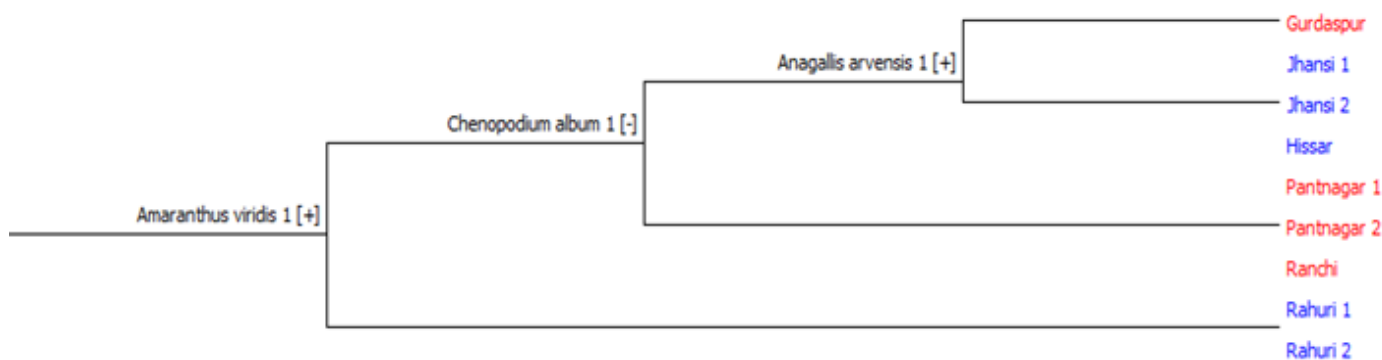 Gurdaspur
Anagallis arvensis 1 [+]
Jhansi 1
Jhansi 2
Chenopodium album 1 [-]
Hissar
Pantnagar 1
Amaranthus viridis 1 [+]
Pantnagar 2
Ranchi
Rahuri 1
Rahuri 2